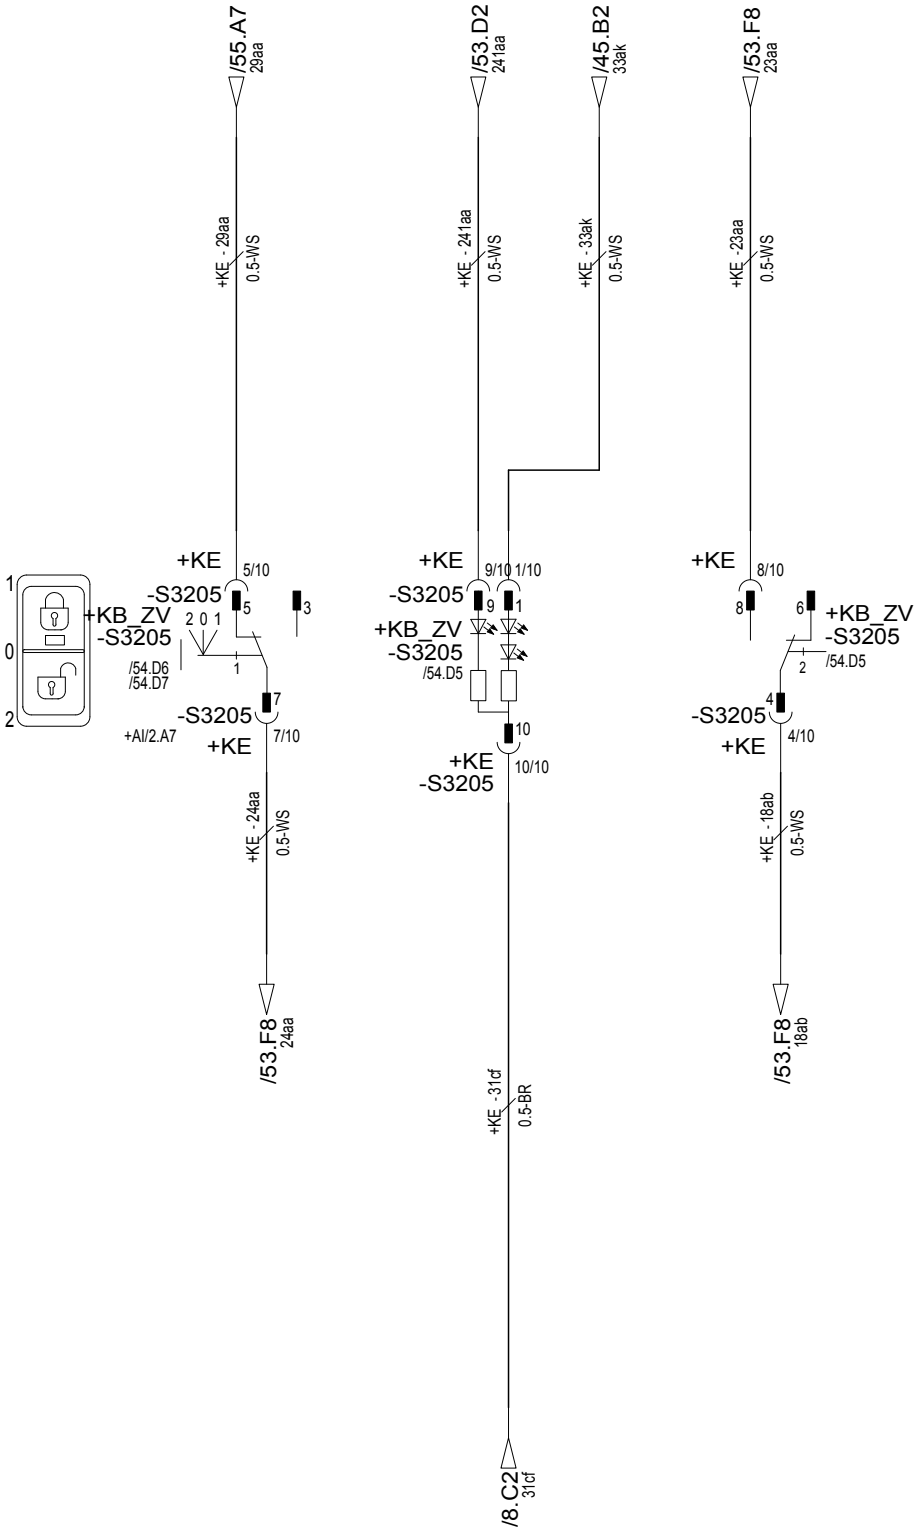 /55.A7
29aa
/53.D2
241aa
/45.B2
33ak
/53.F8
23aa
+KE - 29aa
0.5-WS
+KE - 241aa
0.5-WS
+KE - 33ak
0.5-WS
+KE -23aa
0.5-WS
+KE
5/10
+KE
9/10
1/10
+KE
8/10
1
-S3205
5
3
-S3205
9
1
8
6
+KB_ZV
2 0 1
+KB_ZV
+KB_ZV
-S3205
-S3205
-S3205
0
1
/54.D6
/54.D7
/54.D5
2
/54.D5
7
-S3205
10
4
-S3205
2
+AI/2.A7
+KE
7/10
+KE
10/10
-S3205
+KE
4/10
+KE - 24aa
0.5-WS
+KE -18ab
0.5-WS
/53.F8
24aa
/53.F8
18ab
+KE -31cf
0.5-BR
/8.C2
31cf